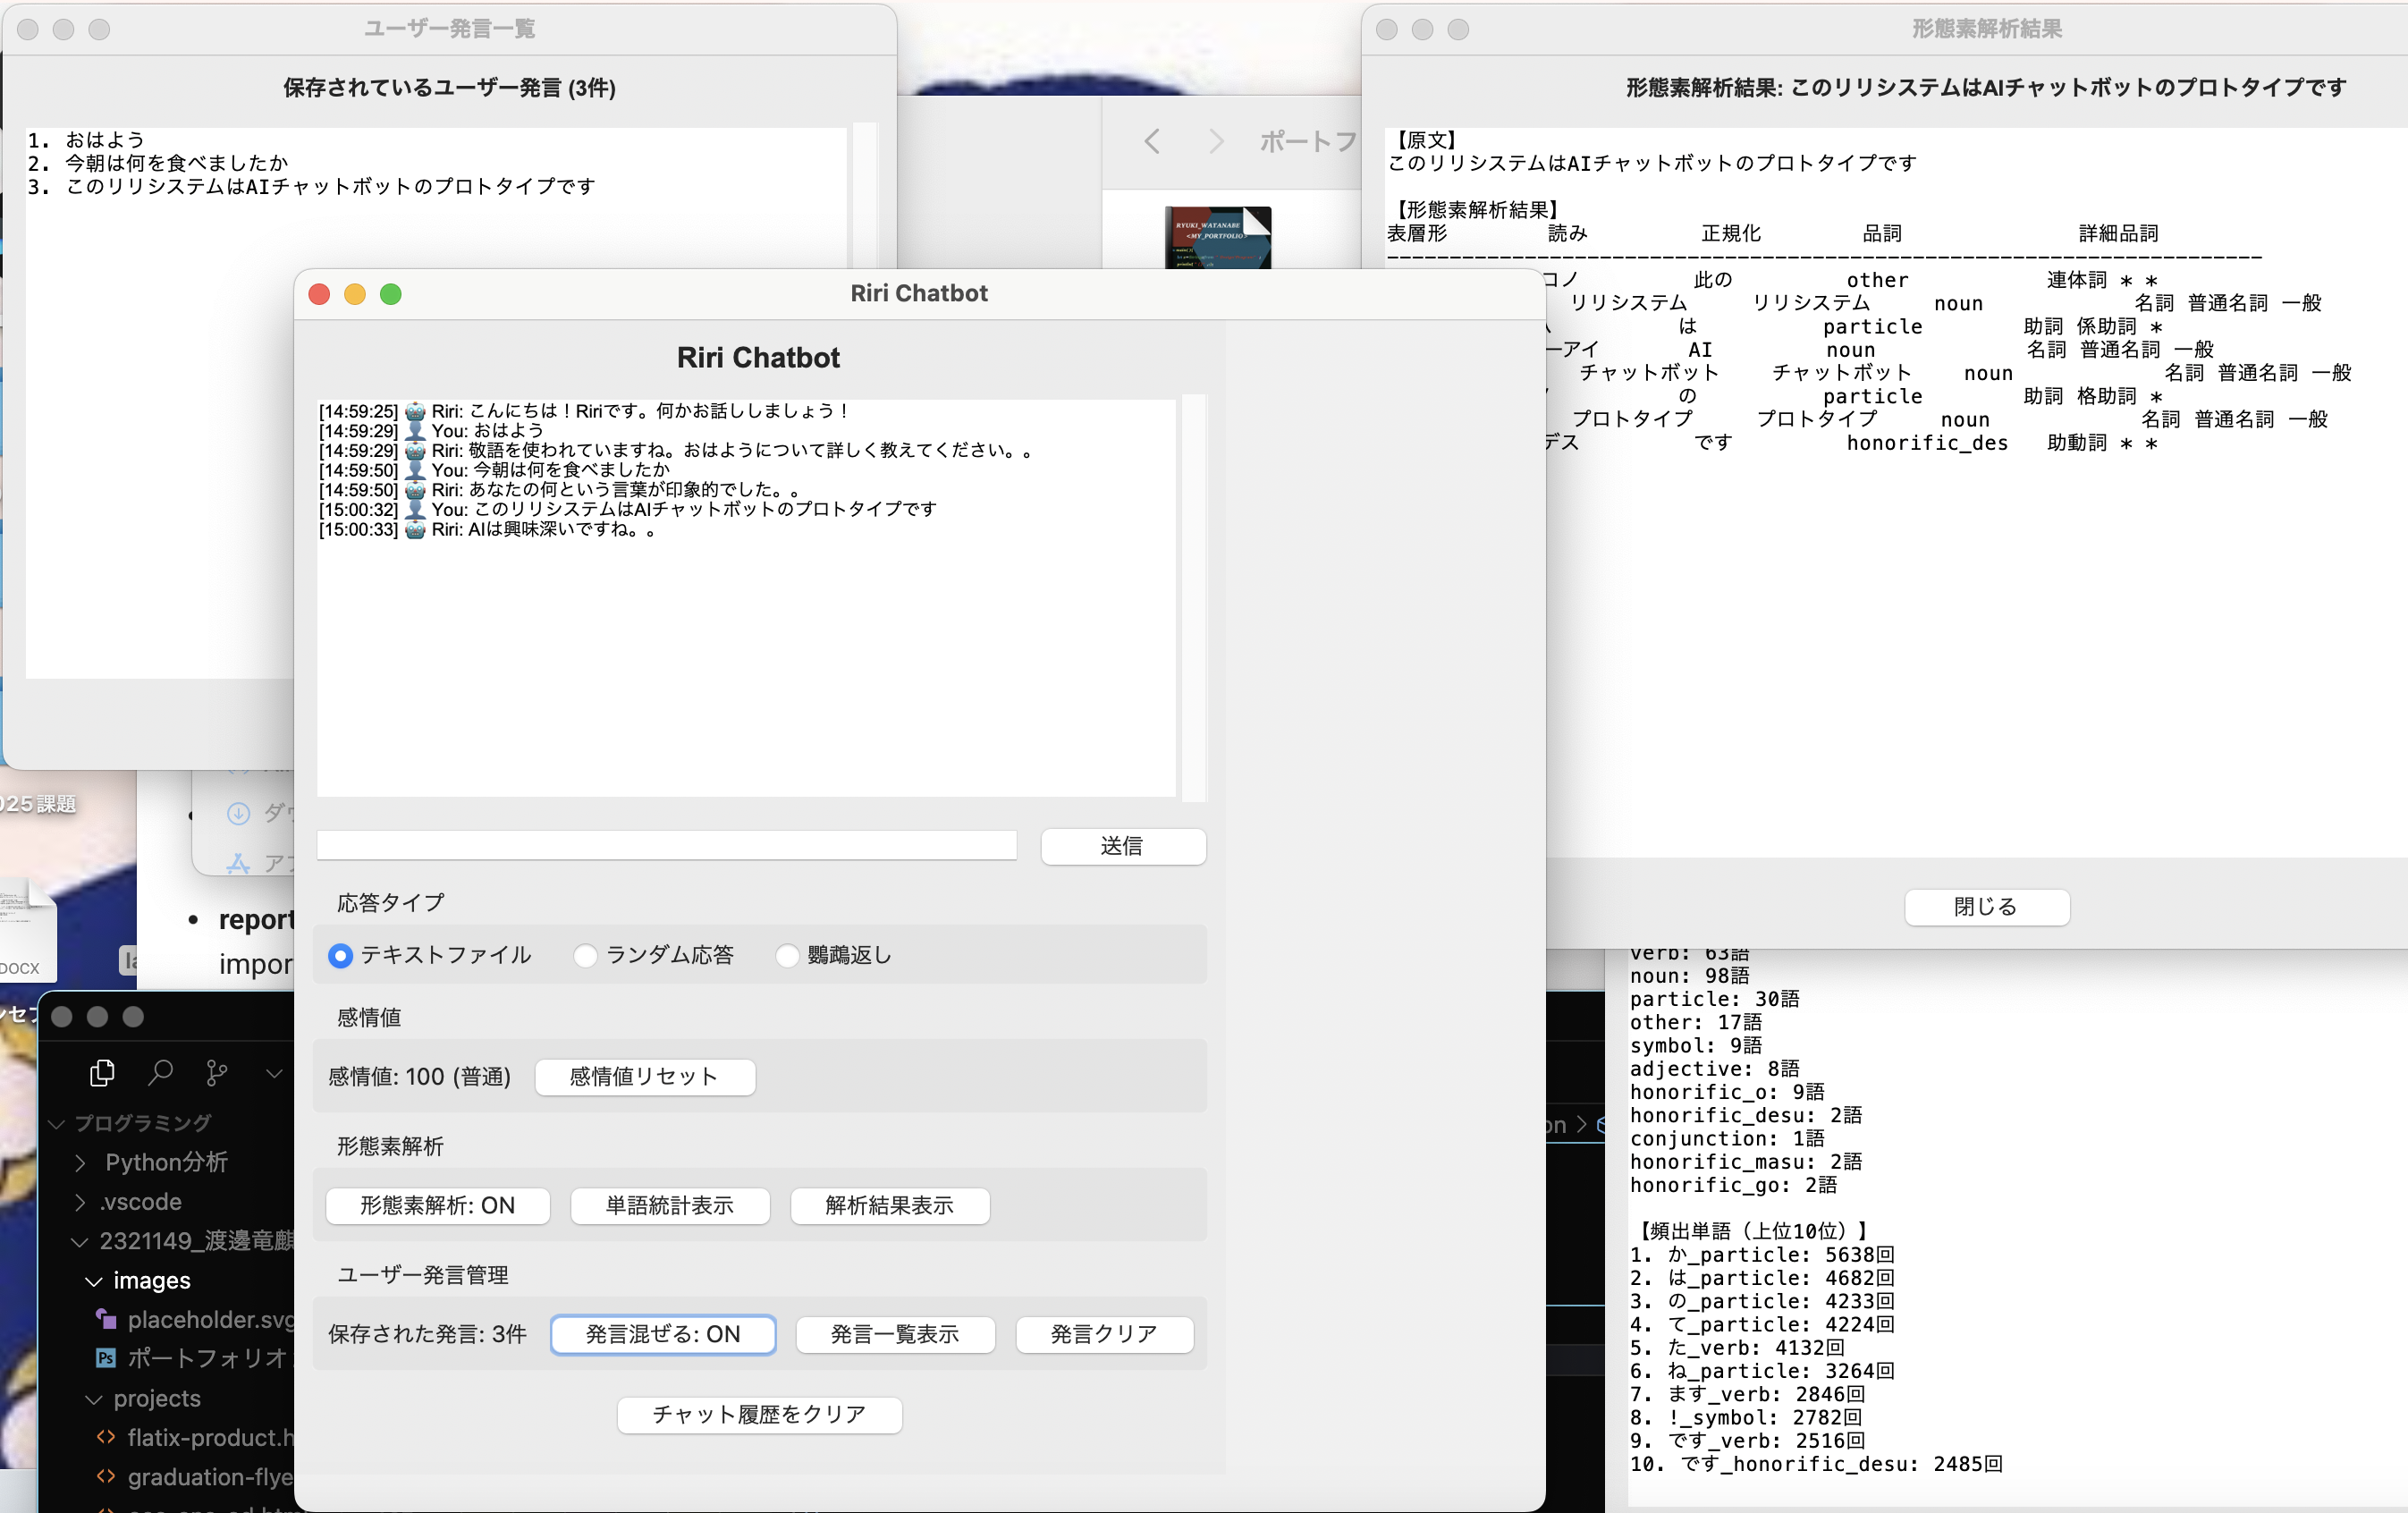 ユーザー発言一覧
保存されているユーザー発言 (3件)
1. おはよう
2. 今朝は何を食べましたか
3. このリリシステムはAIチャットボットのプロトタイプです
ポートフ
RYUKI_WATANABE
<MY_PORTFOLIO>
形態素解析結果
形態素解析結果: このリリシステムはAIチャットボットのプロトタイプです
【原文】
このリリシステムはAIチャットボットのプロトタイプです
【形態素解析結果】
表層形 読み 正規化 品詞 詳細品詞
--------------------------------------------------------------------------------
コノ 此の other 連体詞 * *
リリシステム リリシステム noun 名詞 普通名詞 一般
は particle 助詞 係助詞 *
ーアイ AI noun 名詞 普通名詞 一般
チャットボット チャットボット noun 名詞 普通名詞 一般
の particle 助詞 格助詞 *
プロトタイプ プロトタイプ noun 名詞 普通名詞 一般
デス です honorific_des 助動詞 * *
閉じる
Riri Chatbot
Riri Chatbot
[14:59:25] 🤖 Riri: こんにちは！Ririです。何かお話ししましょう！
[14:59:29] 👤 You: おはよう
[14:59:29] 🤖 Riri: 敬語を使われていますね。おはようについて詳しく教えてください。。
[14:59:50] 👤 You: 今朝は何を食べましたか
[14:59:50] 🤖 Riri: あなたの何という言葉が印象的でした。。
[15:00:32] 👤 You: このリリシステムはAIチャットボットのプロトタイプです
[15:00:33] 🤖 Riri: AIは興味深いですね。。
送信
応答タイプ
テキストファイル ランダム応答 鸚鵡返し
感情値
感情値: 100 (普通) 感情値リセット
形態素解析
形態素解析: ON 単語統計表示 解析結果表示
ユーザー発言管理
保存された発言: 3件 発言混ぜる: ON 発言一覧表示 発言クリア
チャット履歴をクリア
025課題
ダウ
アプ
report
impor
DOCX
プログラミング
Python分析
.vscode
2321149_渡邉竜麒
images
placeholder.svg
Ps ポートフォリオ
projects
flatix-product.h
graduation-flye
on >
verb: 63語
noun: 98語
particle: 30語
other: 17語
symbol: 9語
adjective: 8語
honorific_o: 9語
honorific_desu: 2語
conjunction: 1語
honorific_masu: 2語
honorific_go: 2語
【頻出単語（上位10位）】
1. か_particle: 5638回
2. は_particle: 4682回
3. の_particle: 4233回
4. て_particle: 4224回
5. た_verb: 4132回
6. ね_particle: 3264回
7. ます_verb: 2846回
8. !_symbol: 2782回
9. です_verb: 2516回
10. です_honorific_desu: 2485回